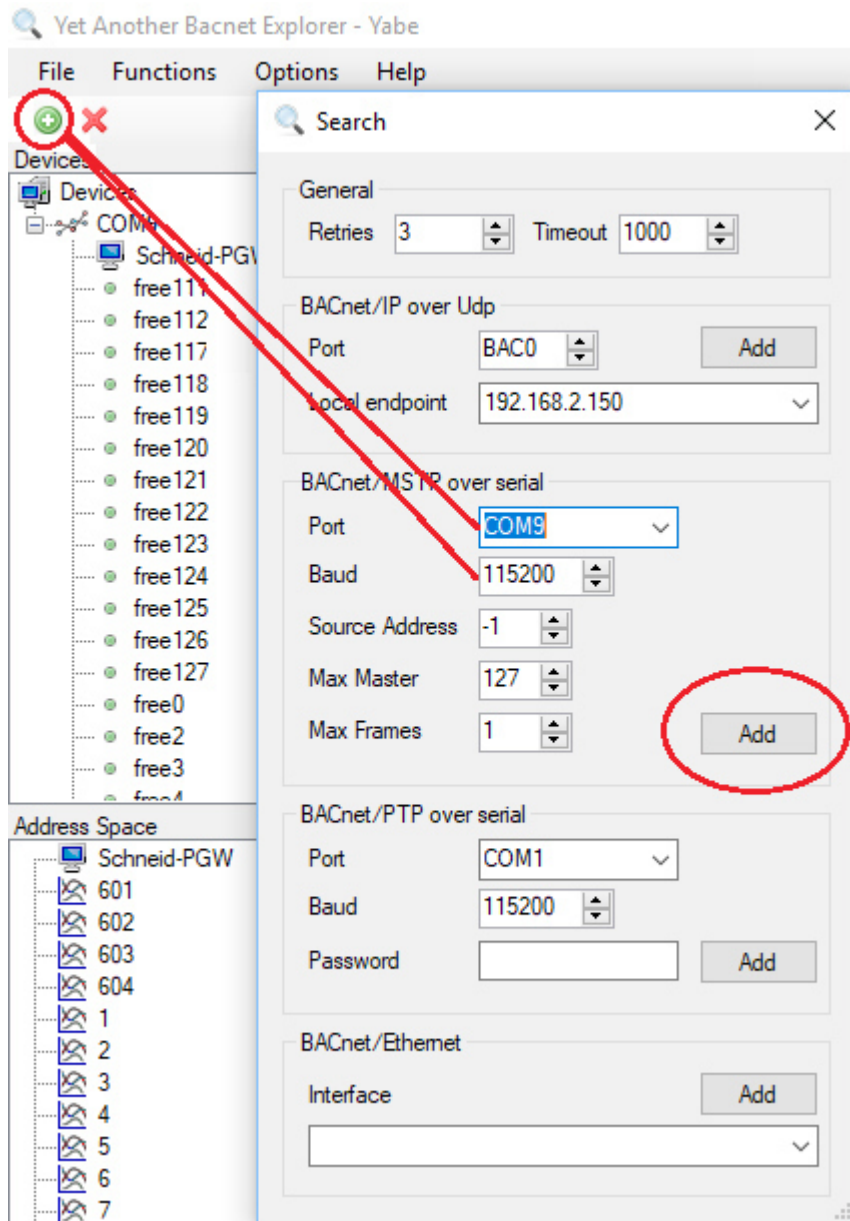 Yet Another Bacnet Explorer - Yabe
File Functions Options Help
Devices
Devices
COM9
Schneid-PGW
free111
free112
free117
free118
free119
free120
free121
free122
free123
free124
free125
free126
free127
free0
free2
free3
free4
Address Space
Schneid-PGW
601
602
603
604
1
2
3
4
5
6
7
Search
General
Retries 3 Timeout 1000
BACnet/IP over Udp
Port BAC0 Add
Local endpoint 192.168.2.150
BACnet/MSTP over serial
Port COM9
Baud 115200
Source Address -1
Max Master 127
Max Frames 1 Add
BACnet/PTP over serial
Port COM1
Baud 115200
Password Add
BACnet/Ethernet
Interface Add